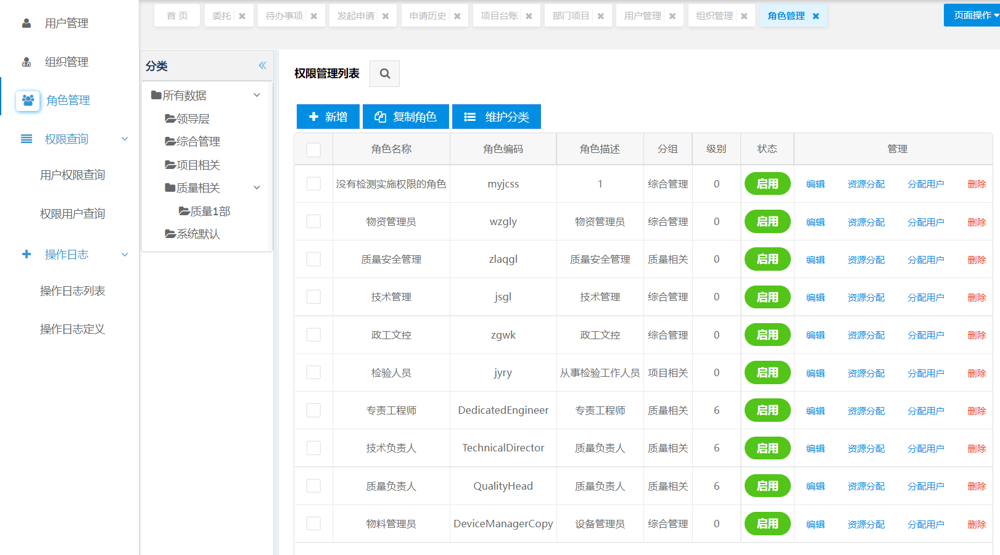 用户管理
组织管理
角色管理
权限查询
用户权限查询
权限用户查询
操作日志
操作日志列表
操作日志定义
首 页 委托 待办事项 发起申请 申请历史 项目台账 部门项目 用户管理 组织管理 角色管理 页面操作
分类
所有数据
领导层
综合管理
项目相关
质量相关
质量1部
系统默认
权限管理列表
新增 复制角色 维护分类
角色名称 角色编码 角色描述 分组 级别 状态 管理
没有检测实施权限的角色 myjcss 1 综合管理 0 启用 编辑 资源分配 分配用户 删除
物资管理员 wzgly 物资管理员 综合管理 0 启用 编辑 资源分配 分配用户 删除
质量安全管理 zlaqgl 质量安全管理 质量相关 0 启用 编辑 资源分配 分配用户 删除
技术管理 jsgl 技术管理 综合管理 0 启用 编辑 资源分配 分配用户 删除
政工文控 zgwk 政工文控 综合管理 0 启用 编辑 资源分配 分配用户 删除
检验人员 jyry 从事检验工作人员 项目相关 0 启用 编辑 资源分配 分配用户 删除
专责工程师 DedicatedEngineer 专责工程师 质量相关 6 启用 编辑 资源分配 分配用户 删除
技术负责人 TechnicalDirector 质量负责人 质量相关 6 启用 编辑 资源分配 分配用户 删除
质量负责人 QualityHead 质量负责人 质量相关 6 启用 编辑 资源分配 分配用户 删除
物料管理员 DeviceManagerCopy 设备管理员 综合管理 0 启用 编辑 资源分配 分配用户 删除